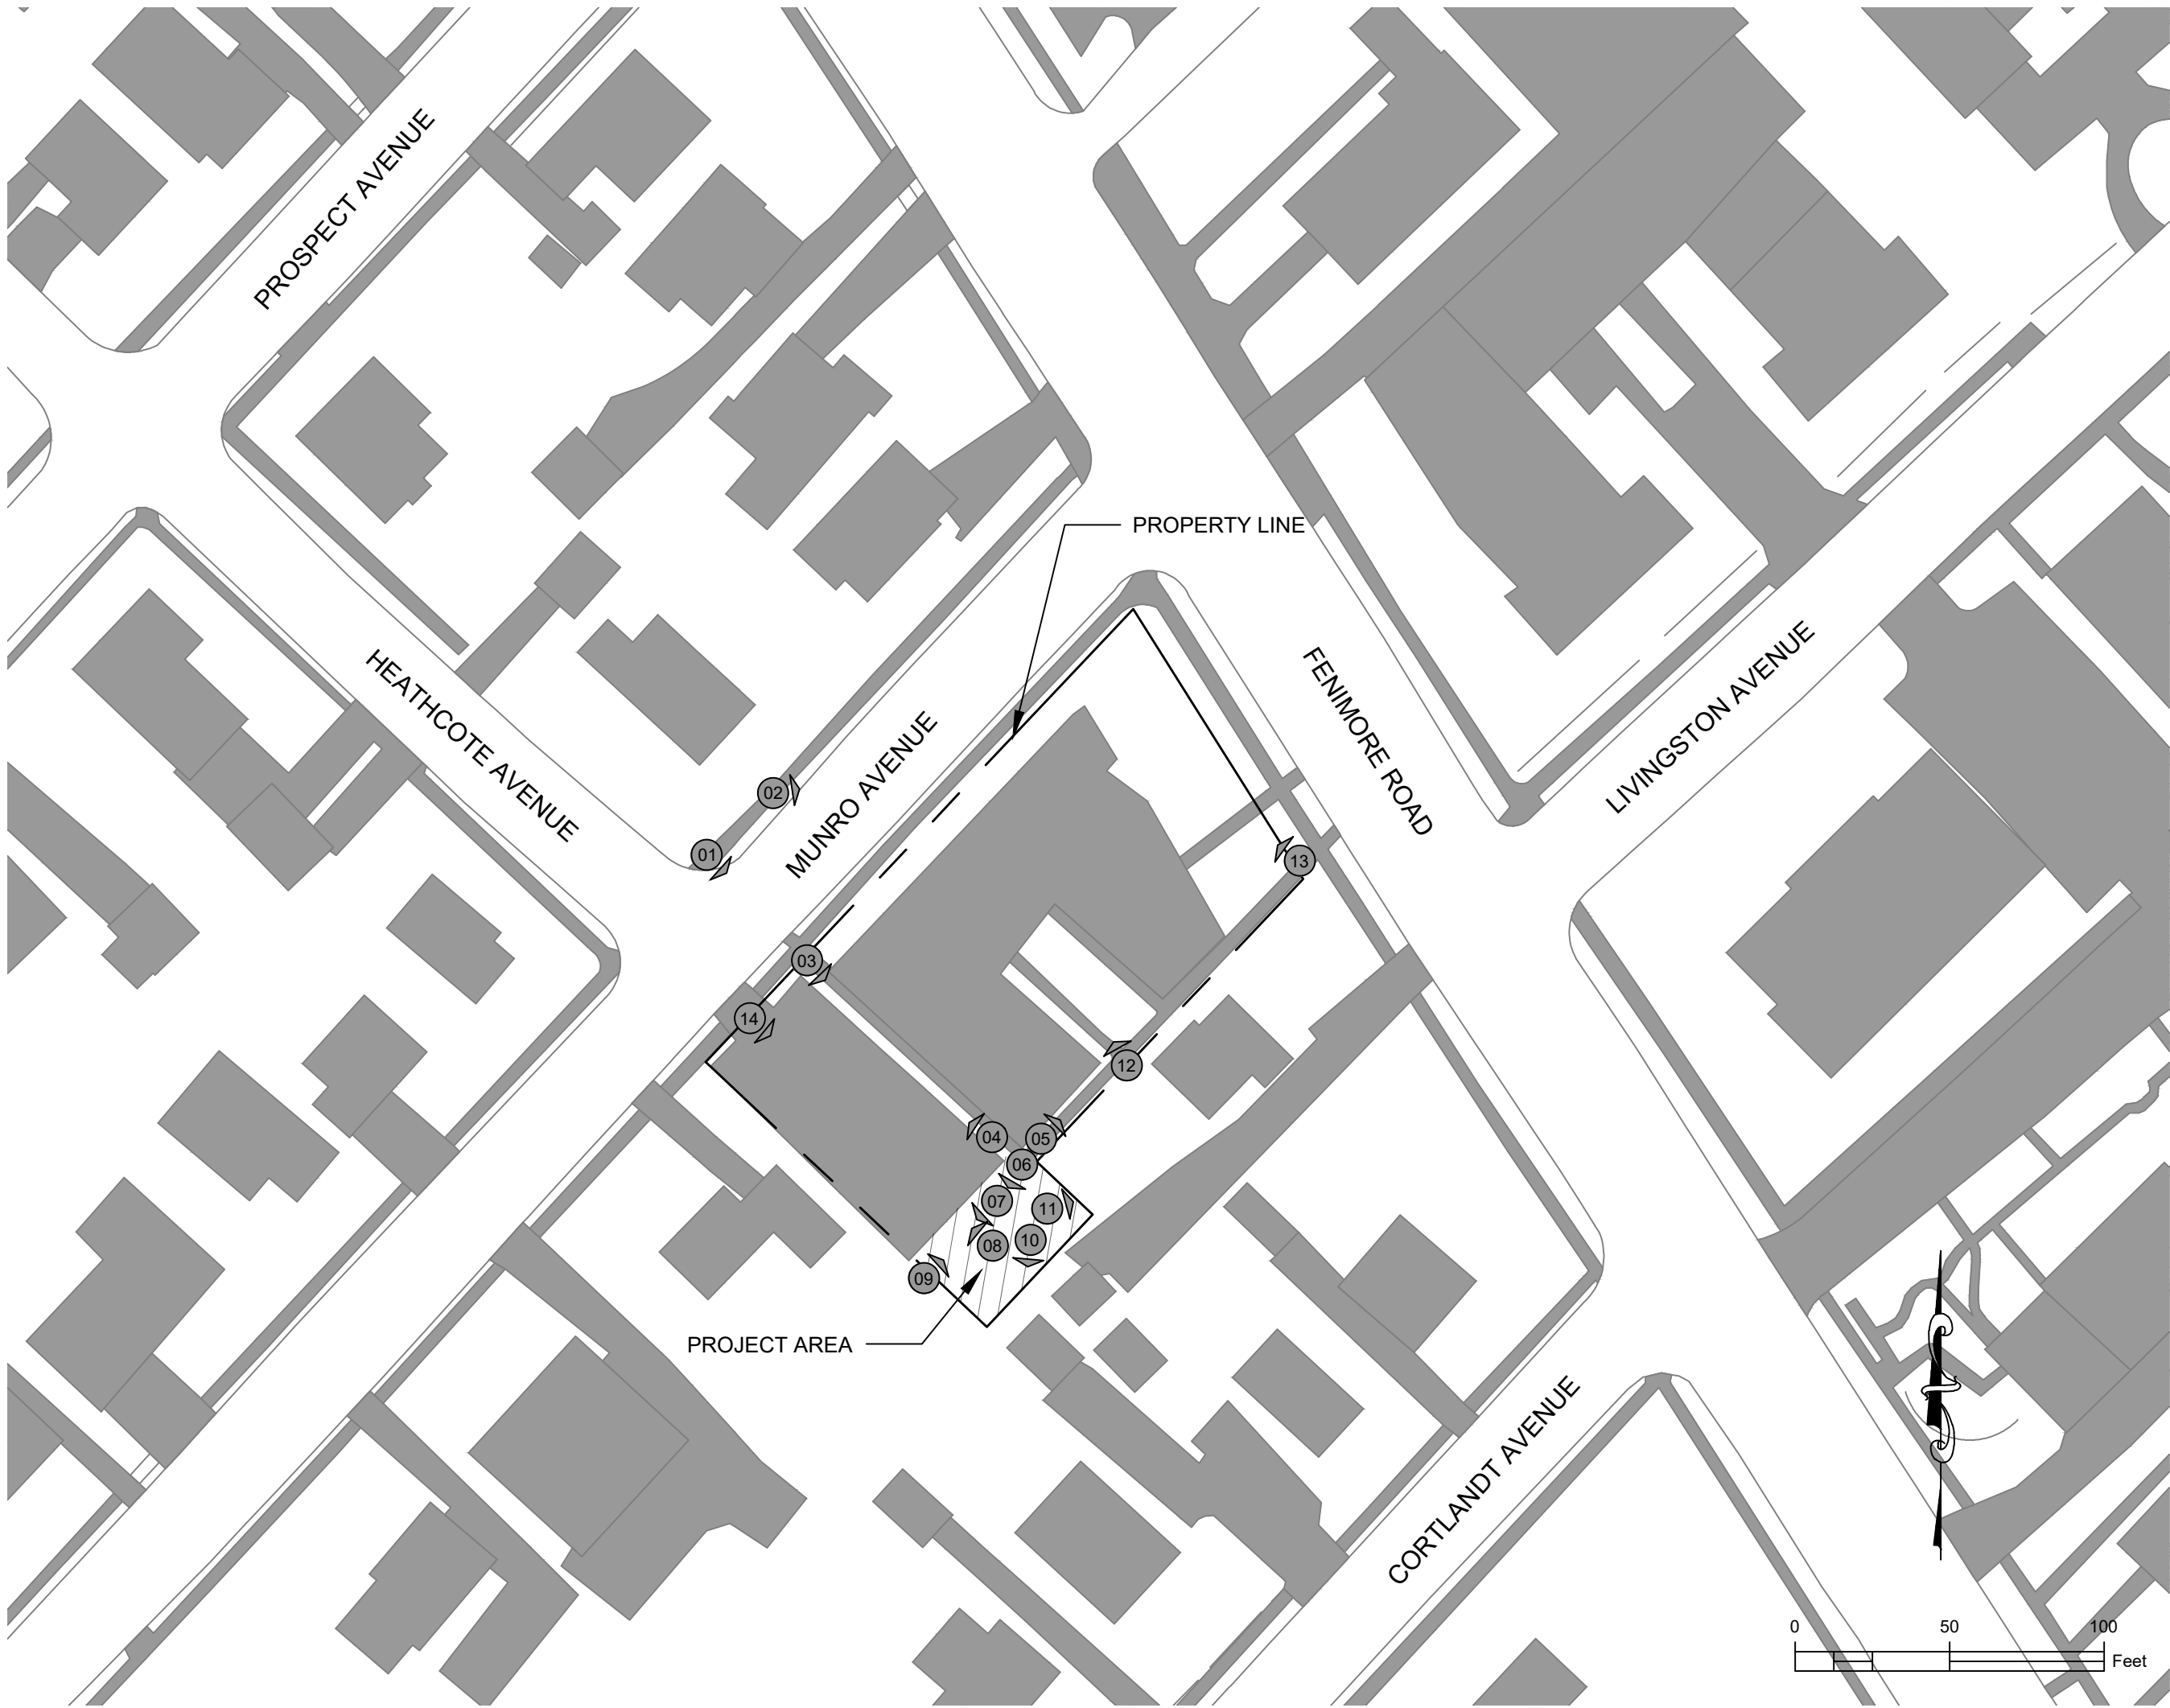 PROSPECT AVENUE
PROPERTY LINE
HEATHCOTE AVENUE
FENIMORE ROAD
LIVINGSTON AVENUE
MUNRO AVENUE
02
01
13
03
14
12
04
05
06
07
11
08
10
09
PROJECT AREA
CORTLANDT AVENUE
0 50 100
Feet